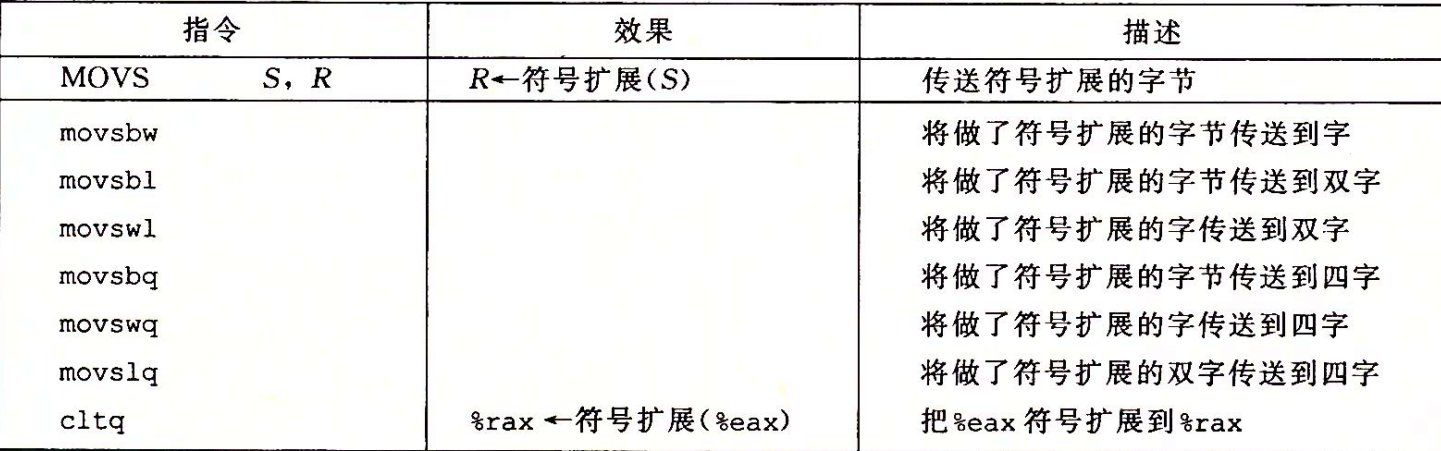 指令 效果 描述
MOVS S, R R←符号扩展(S) 传送符号扩展的字节
movsbw 将做了符号扩展的字节传送到字
movsbl 将做了符号扩展的字节传送到双字
movswl 将做了符号扩展的字传送到双字
movsbq 将做了符号扩展的字节传送到四字
movswq 将做了符号扩展的字传送到四字
movslq 将做了符号扩展的双字传送到四字
cltq %rax←符号扩展(%eax) 把%eax符号扩展到%rax